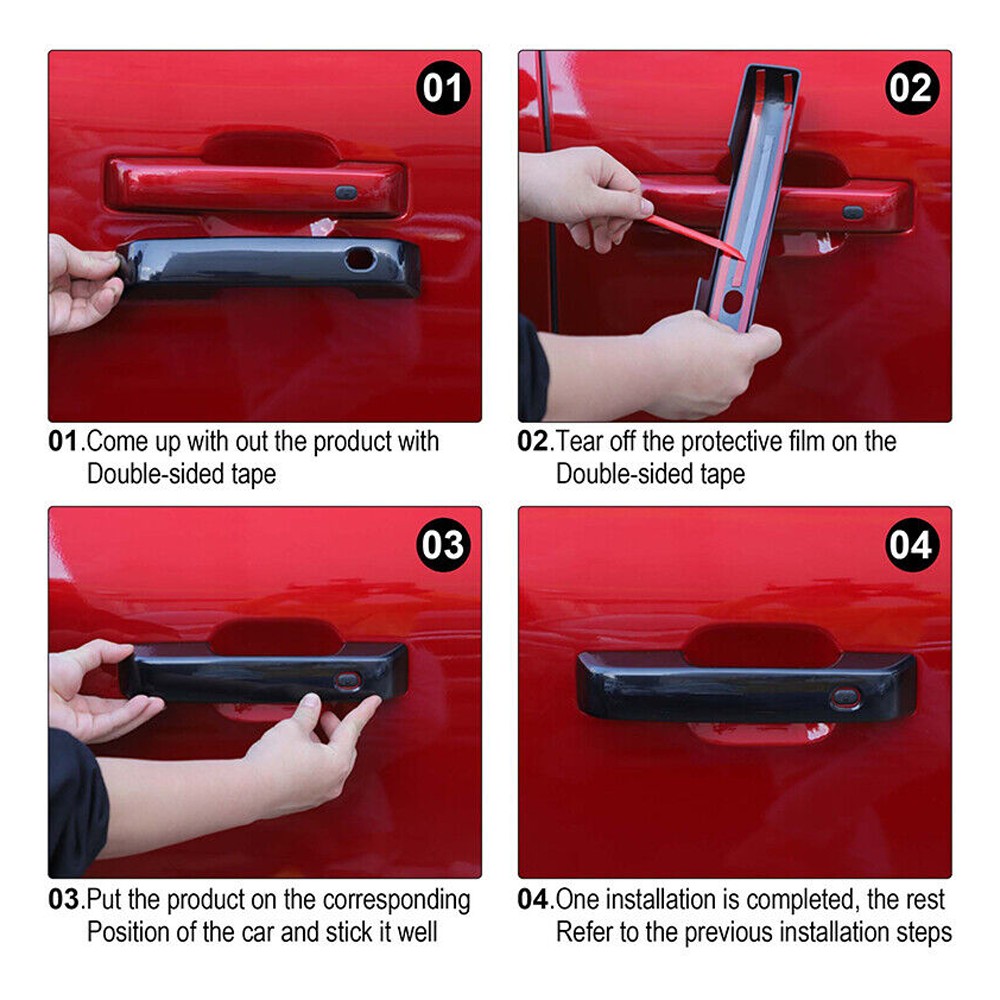 01
02
01.Come up with out the product with
Double-sided tape
02.Tear off the protective film on the
Double-sided tape
03
04
03.Put the product on the corresponding
Position of the car and stick it well
04.One installation is completed, the rest
Refer to the previous installation steps